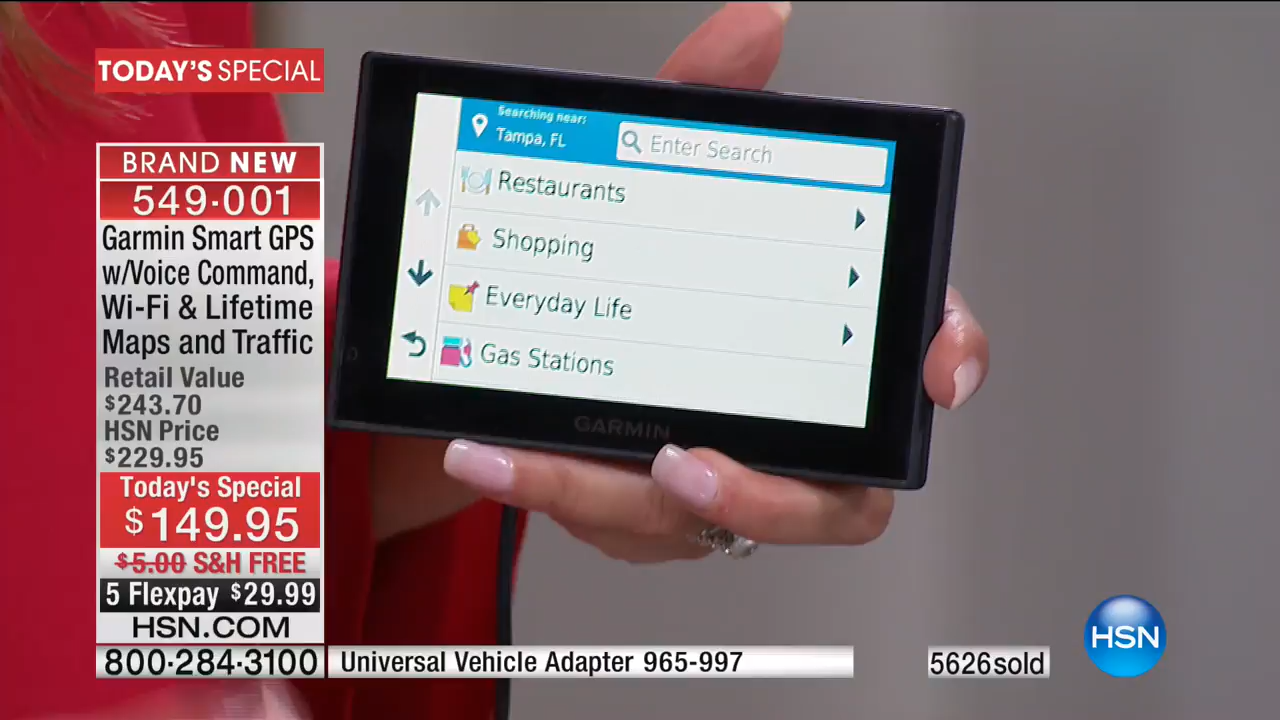 TODAY'S SPECIAL
BRAND NEW
549·001
Garmin Smart GPS
w/Voice Command,
Wi-Fi & Lifetime
Maps and Traffic
Retail Value
$243.70
HSN Price
$229.95
Today's Special
$149.95
$5.00 S&H FREE
5 Flexpay $29.99
HSN.COM
800·284·3100
Universal Vehicle Adapter 965-997
5626sold
HSN
Searching near:
Tampa, FL
Enter Search
Restaurants
Shopping
Everyday Life
Gas Stations
GARMIN